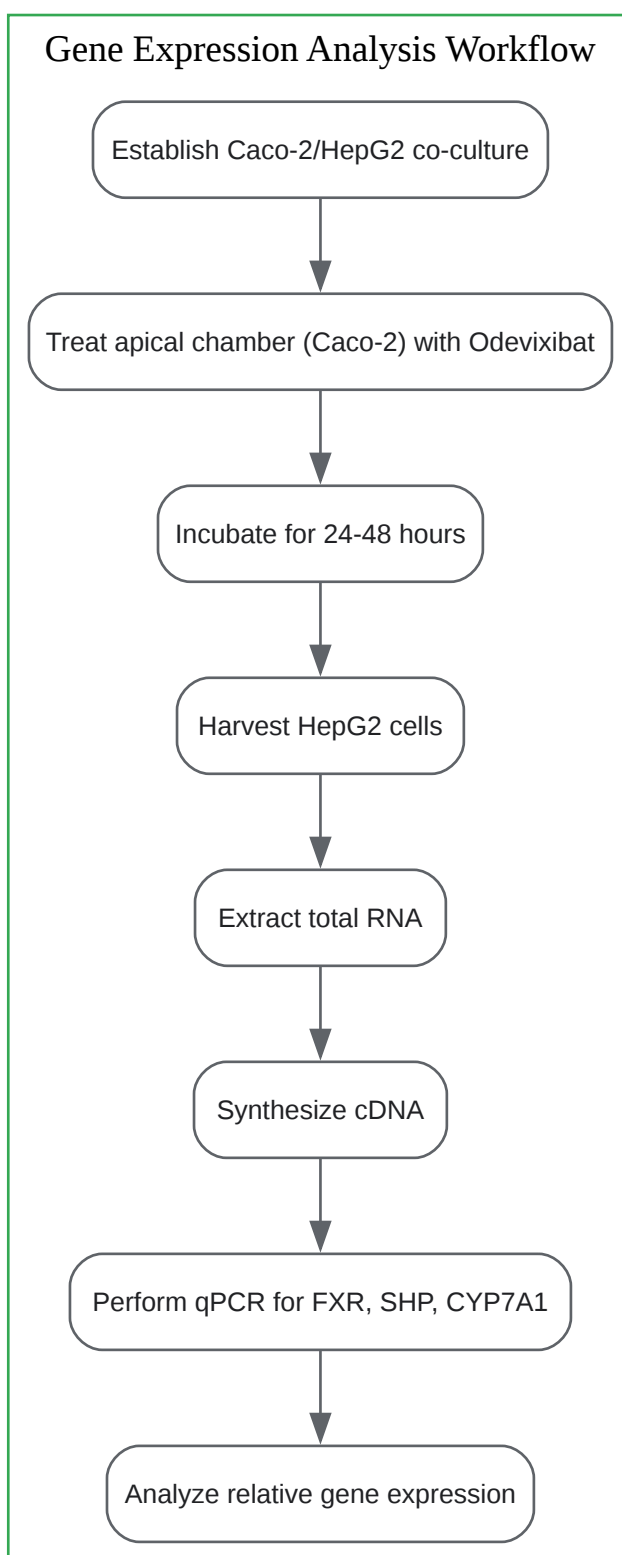 Gene Expression Analysis Workflow
Establish Caco-2/HepG2 co-culture
Treat apical chamber (Caco-2) with Odevixibat
Incubate for 24-48 hours
Harvest HepG2 cells
Extract total RNA
Synthesize cDNA
Perform qPCR for FXR, SHP, CYP7A1
Analyze relative gene expression